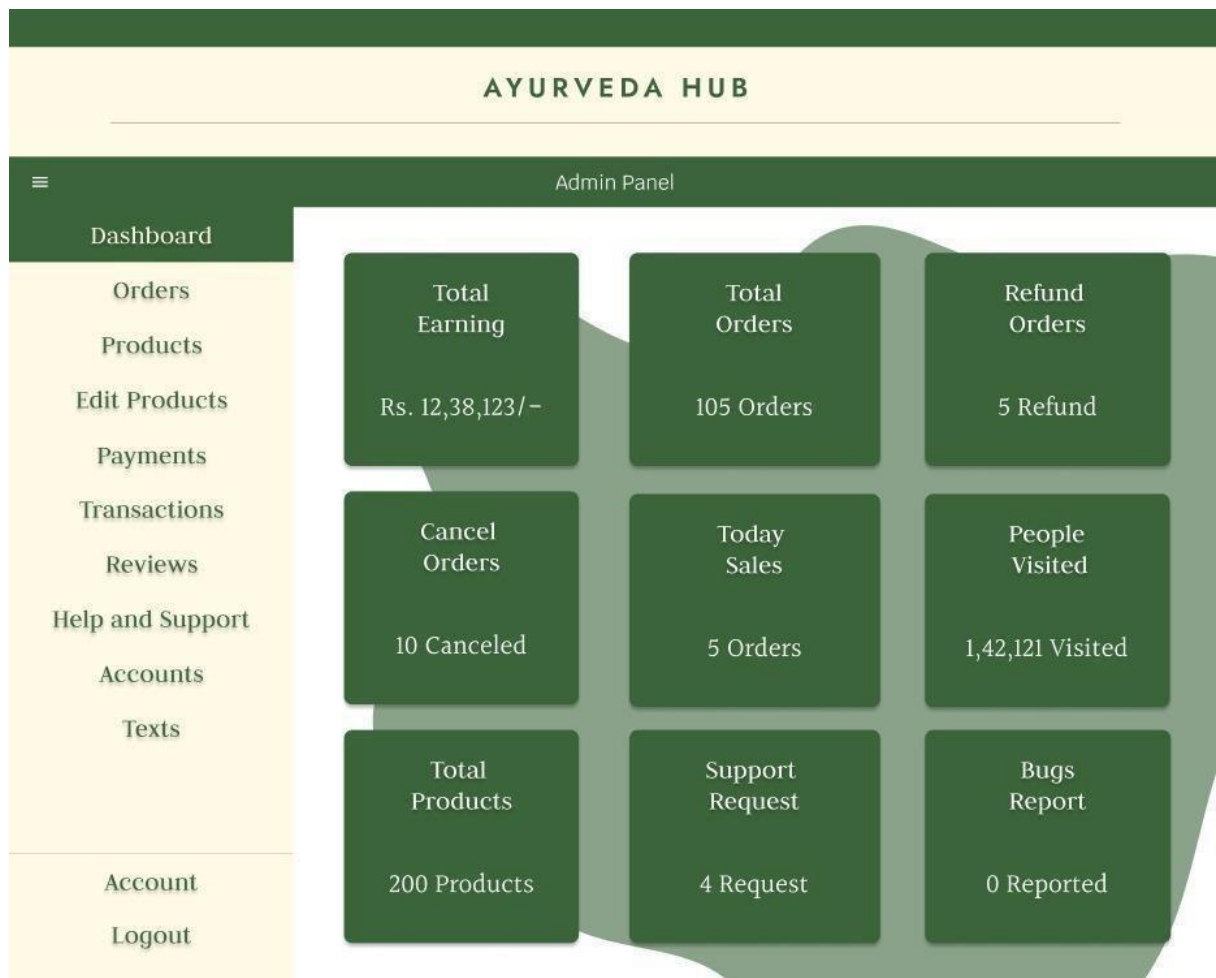 AYURVEDA HUB
Admin Panel
Dashboard
Orders
Products
Edit Products
Payments
Transactions
Reviews
Help and Support
Accounts
Texts
Account
Logout
Total
Earning
Rs. 12,38,123/-
Total
Orders
105 Orders
Refund
Orders
5 Refund
Cancel
Orders
10 Canceled
Today
Sales
5 Orders
People
Visited
1,42,121 Visited
Total
Products
200 Products
Support
Request
4 Request
Bugs
Report
0 Reported